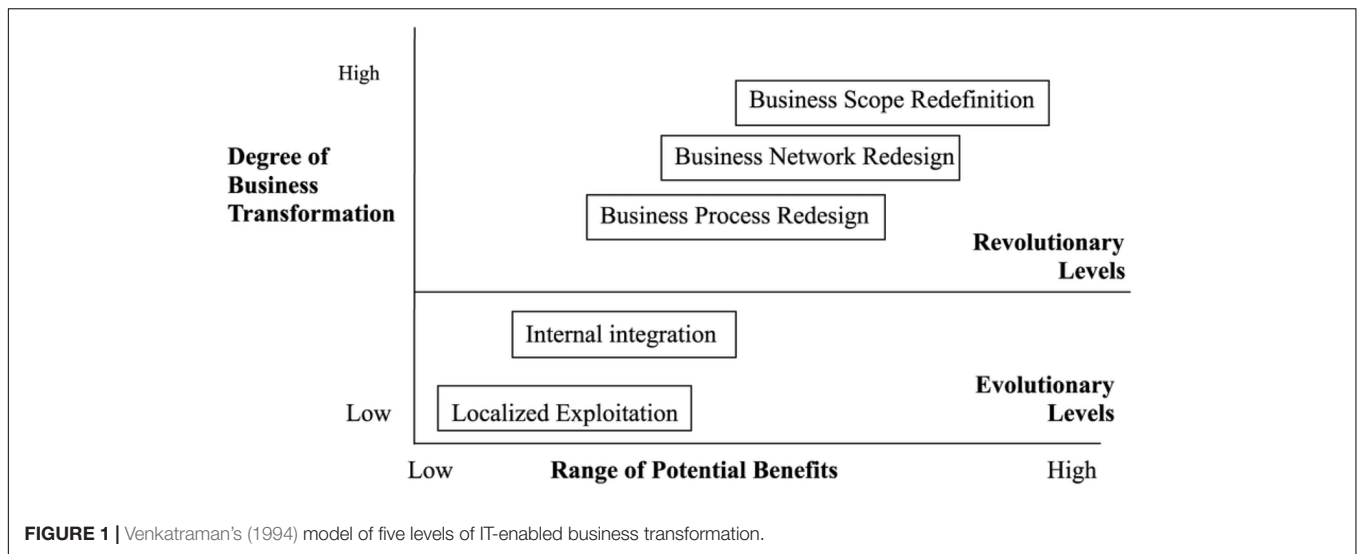 High
Business Scope Redefinition
Degree of
Business
Transformation
Business Network Redesign
Business Process Redesign
Revolutionary
Levels
Internal integration
Evolutionary
Levels
Low
Localized Exploitation
Low
Range of Potential Benefits
High
FIGURE 1 | Venkatraman's (1994) model of five levels of IT-enabled business transformation.